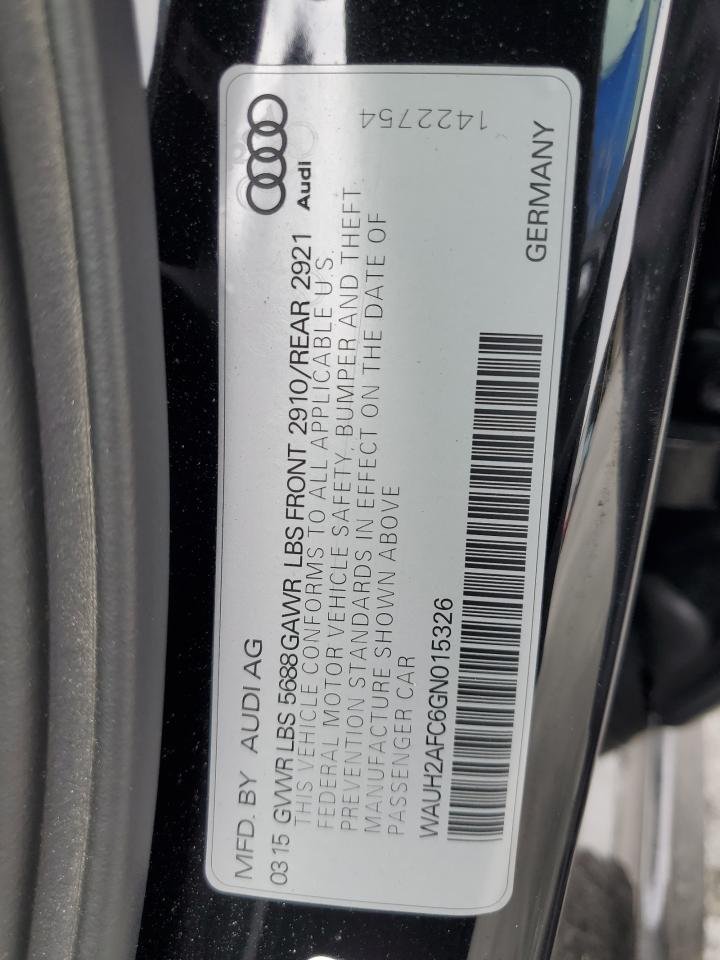 MFD. BY AUDI AG
03 15 GVWR LBS 5688 GAWR LBS FRONT 2910/REAR 2921
Audi
THIS VEHICLE CONFORMS TO ALL APPLICABLE U.S.
FEDERAL MOTOR VEHICLE SAFETY, BUMPER AND THEFT
PREVENTION STANDARDS IN EFFECT ON THE DATE OF
MANUFACTURE SHOWN ABOVE
PASSENGER CAR
1422754
WAUH2AFC6GN015326
GERMANY